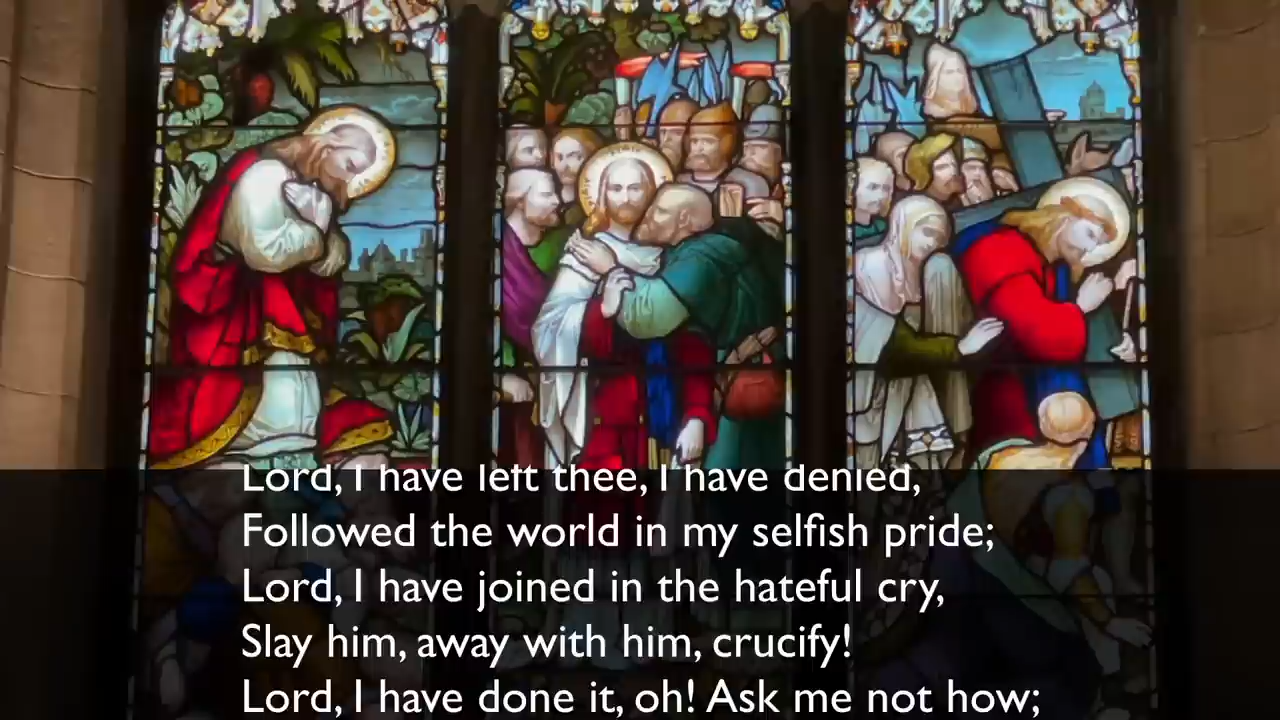 Lord, I have left thee, I have denied,
Followed the world in my selfish pride;
Lord, I have joined in the hateful cry,
Slay him, away with him, crucify!
Lord, I have done it, oh! Ask me not how;